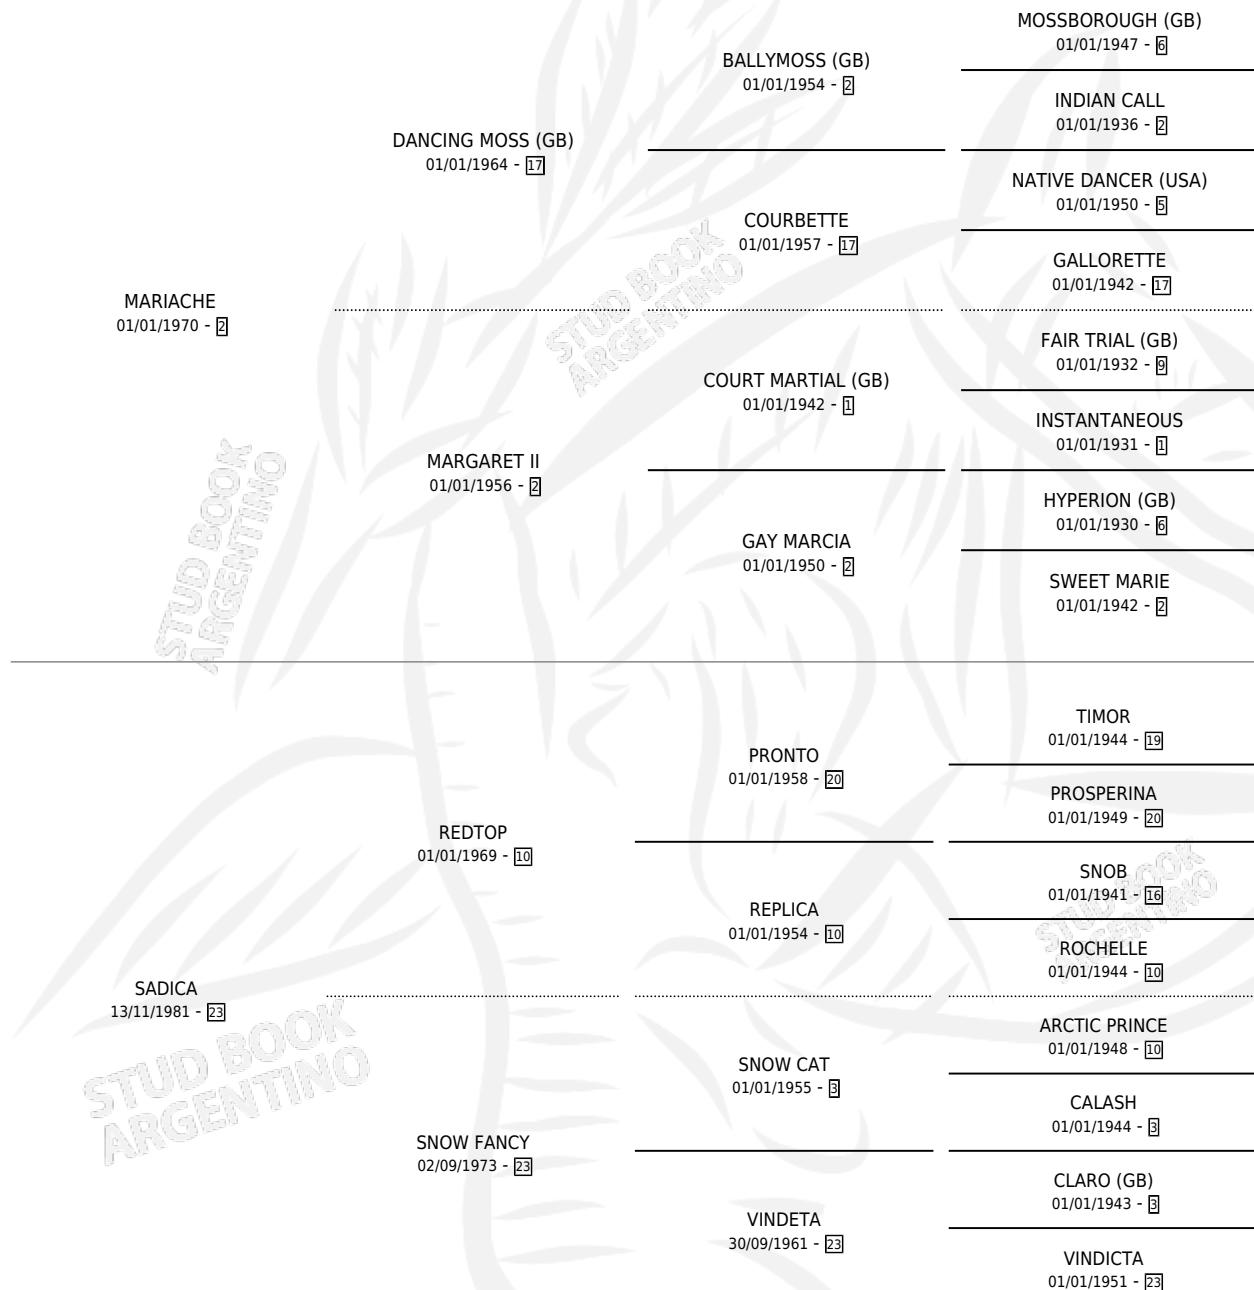 MOSSBOROUGH (GB)
01/01/1947 - 6
BALLYMOSS (GB)
01/01/1954 - 2
INDIAN CALL
01/01/1936 - 2
DANCING MOSS (GB)
01/01/1964 - 17
NATIVE DANCER (USA)
01/01/1950 - 5
COURBETTE
01/01/1957 - 17
GALLORETTE
01/01/1942 - 17
MARIACHE
01/01/1970 - 2
FAIR TRIAL (GB)
01/01/1932 - 9
COURT MARTIAL (GB)
01/01/1942 - 1
INSTANTANEOUS
01/01/1931 - 1
MARGARET II
01/01/1956 - 2
HYPERION (GB)
01/01/1930 - 6
GAY MARCIA
01/01/1950 - 2
SWEET MARIE
01/01/1942 - 2
TIMOR
01/01/1944 - 19
PRONTO
01/01/1958 - 20
PROSPERINA
01/01/1949 - 20
REDTOP
01/01/1969 - 10
SNOB
01/01/1941 - 16
REPLICA
01/01/1954 - 10
ROCHELLE
01/01/1944 - 10
SADICA
13/11/1981 - 23
ARCTIC PRINCE
01/01/1948 - 10
SNOW CAT
01/01/1955 - 3
CALASH
01/01/1944 - 3
SNOW FANCY
02/09/1973 - 23
CLARO (GB)
01/01/1943 - 3
VINDETA
30/09/1961 - 23
VINDICTA
01/01/1951 - 23
STUD BOOK
ARGENTINO
STUD BOOK
ARGENTINO
STUD BOOK
ARGENTINO
STUD BOOK
ARGENTINO